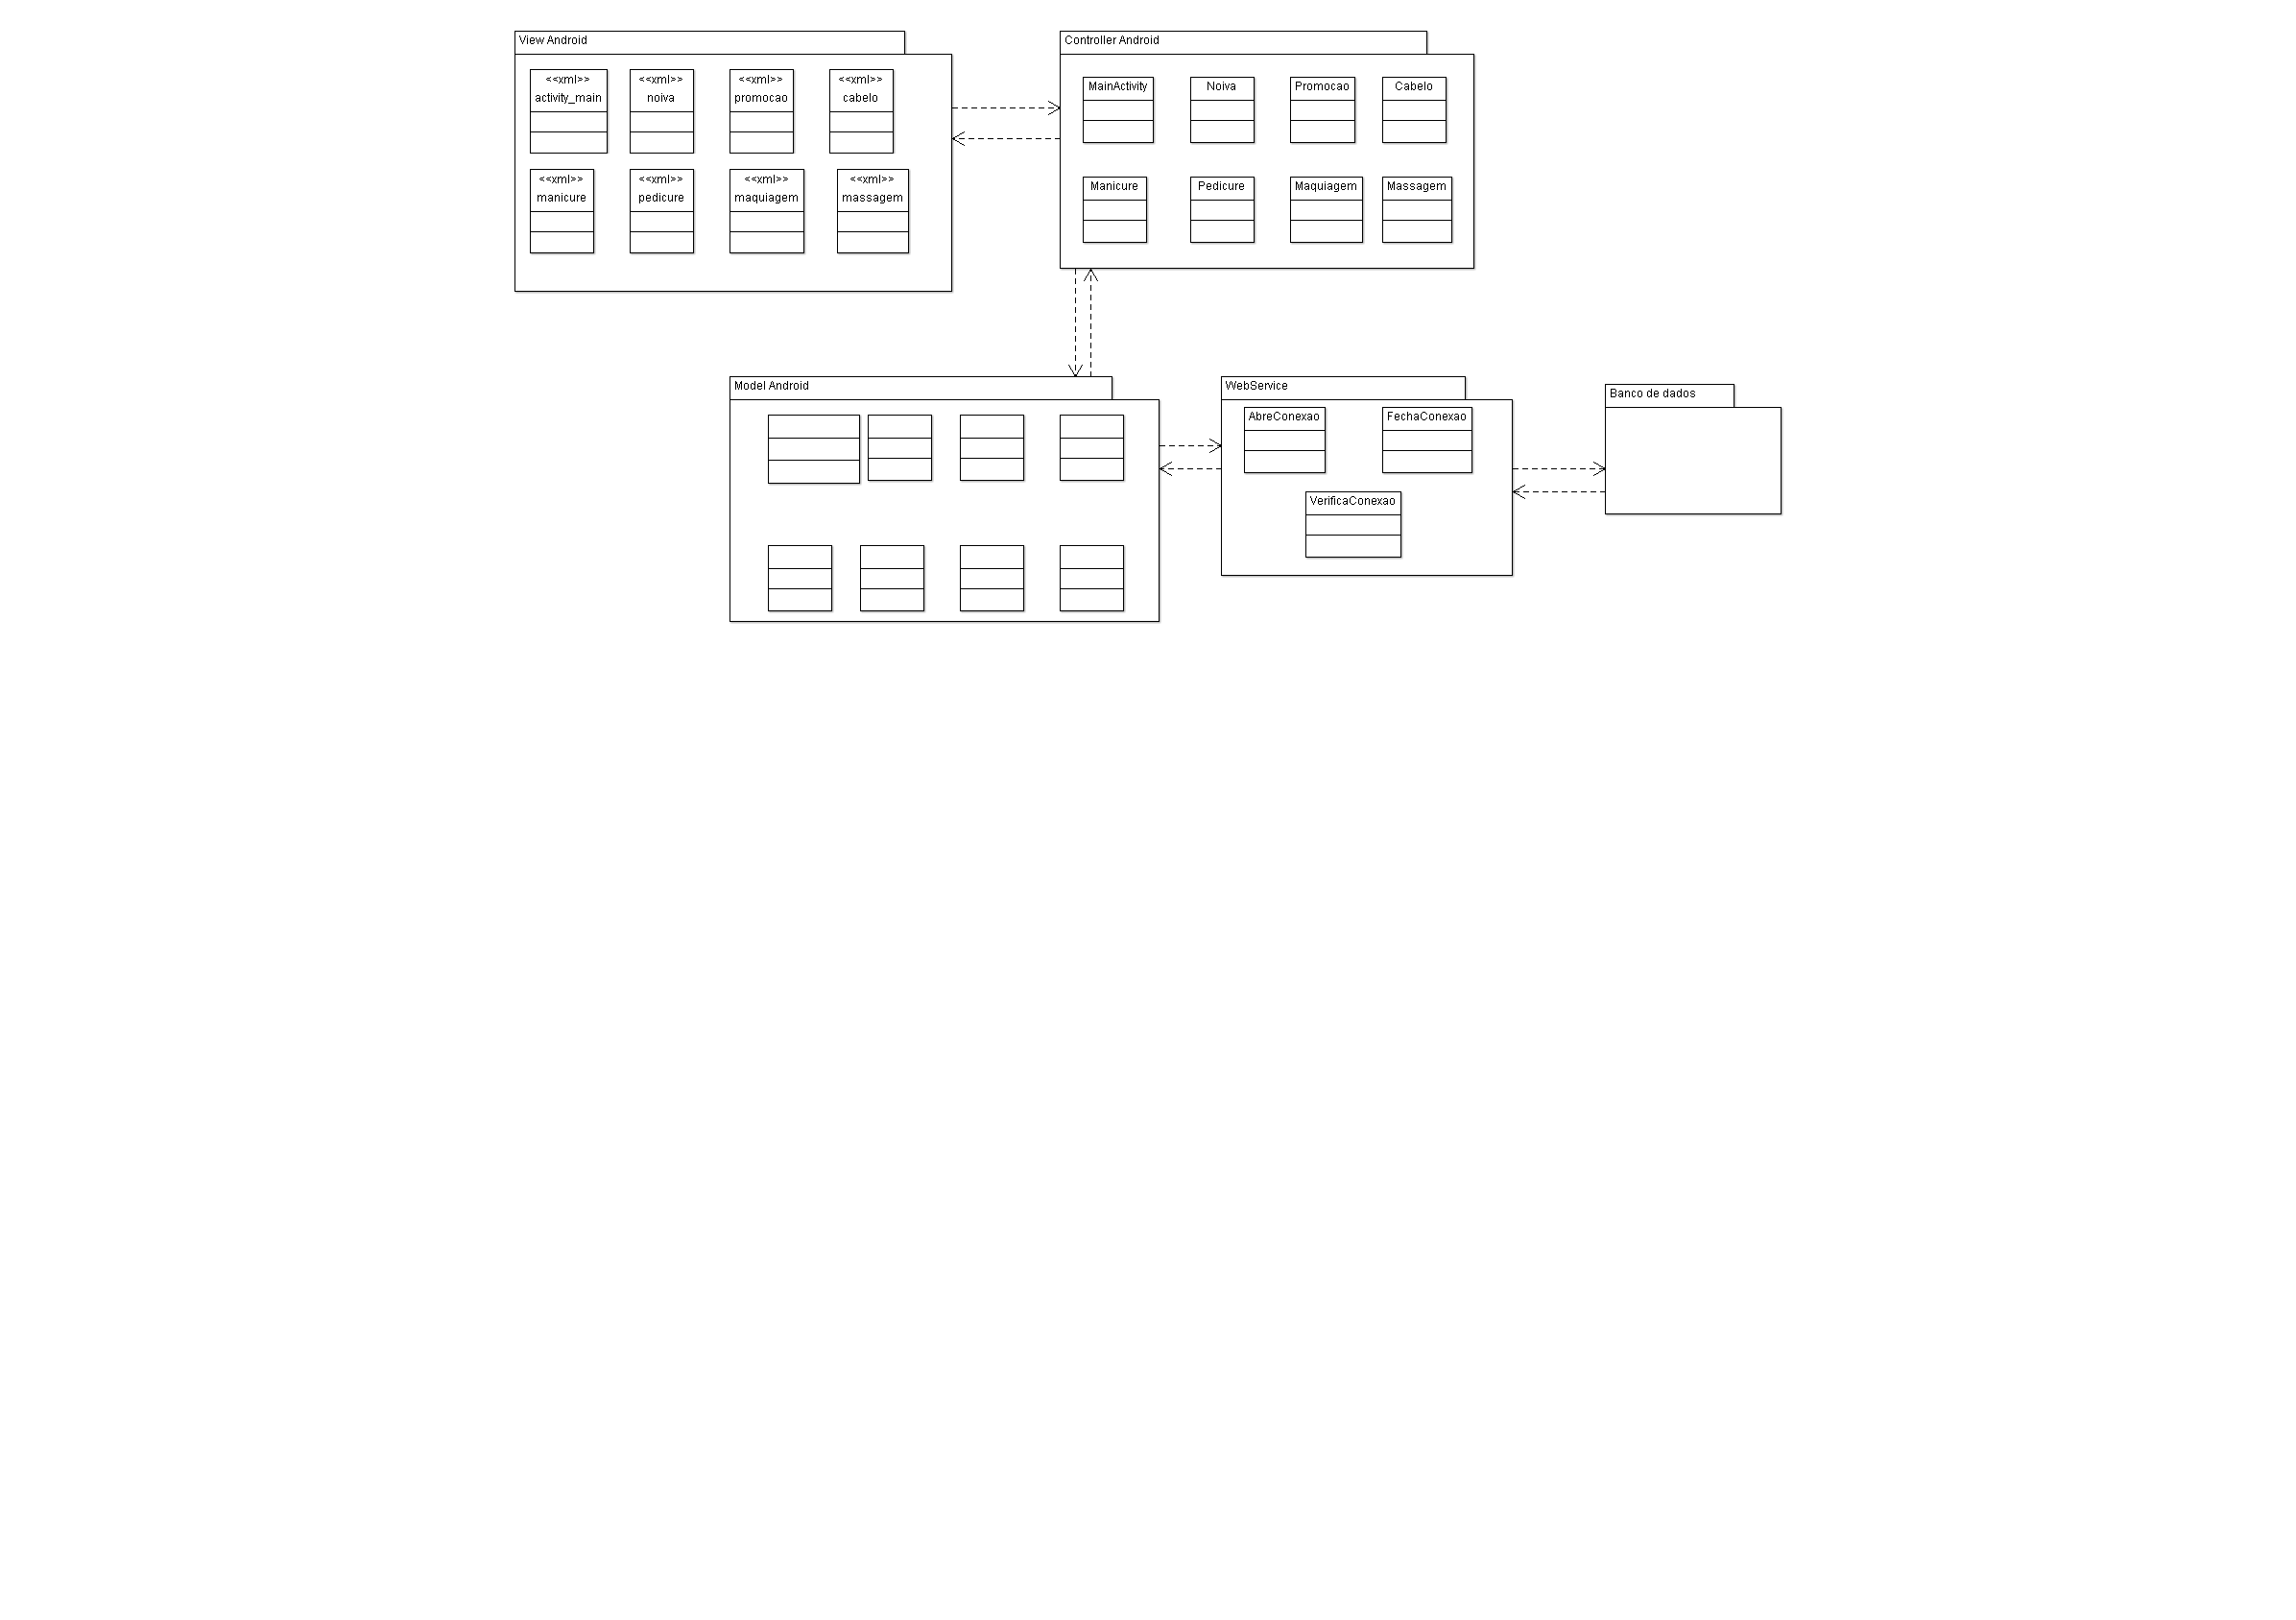 View Android
<<xml>>
activity_main
<<xml>>
noiva
<<xml>>
promocao
<<xml>>
cabelo
<<xml>>
manicure
<<xml>>
pedicure
<<xml>>
maquiagem
<<xml>>
massagem
Controller Android
MainActivity
Noiva
Promocao
Cabelo
Manicure
Pedicure
Maquiagem
Massagem
Model Android
WebService
AbreConexao
FechaConexao
VerificaConexao
Banco de dados